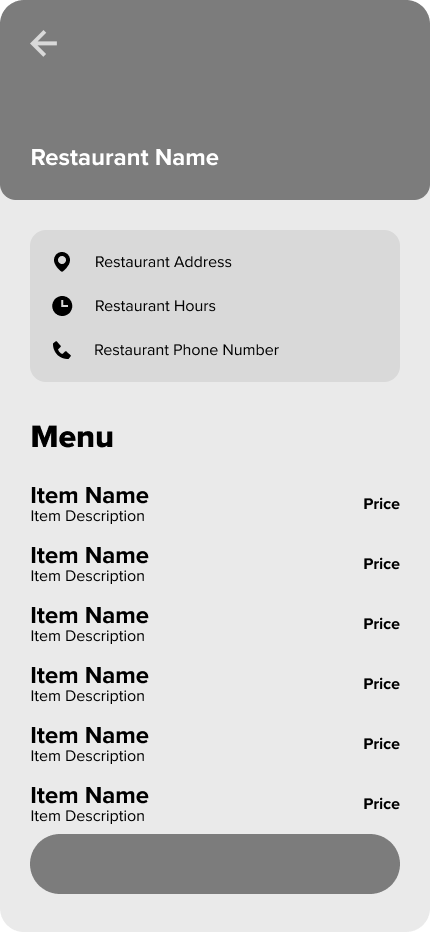 Restaurant Name
Restaurant Address
Restaurant Hours
Restaurant Phone Number
Menu
Item Name
Item Description
Price
Item Name
Item Description
Price
Item Name
Item Description
Price
Item Name
Item Description
Price
Item Name
Item Description
Price
Item Name
Item Description
Price